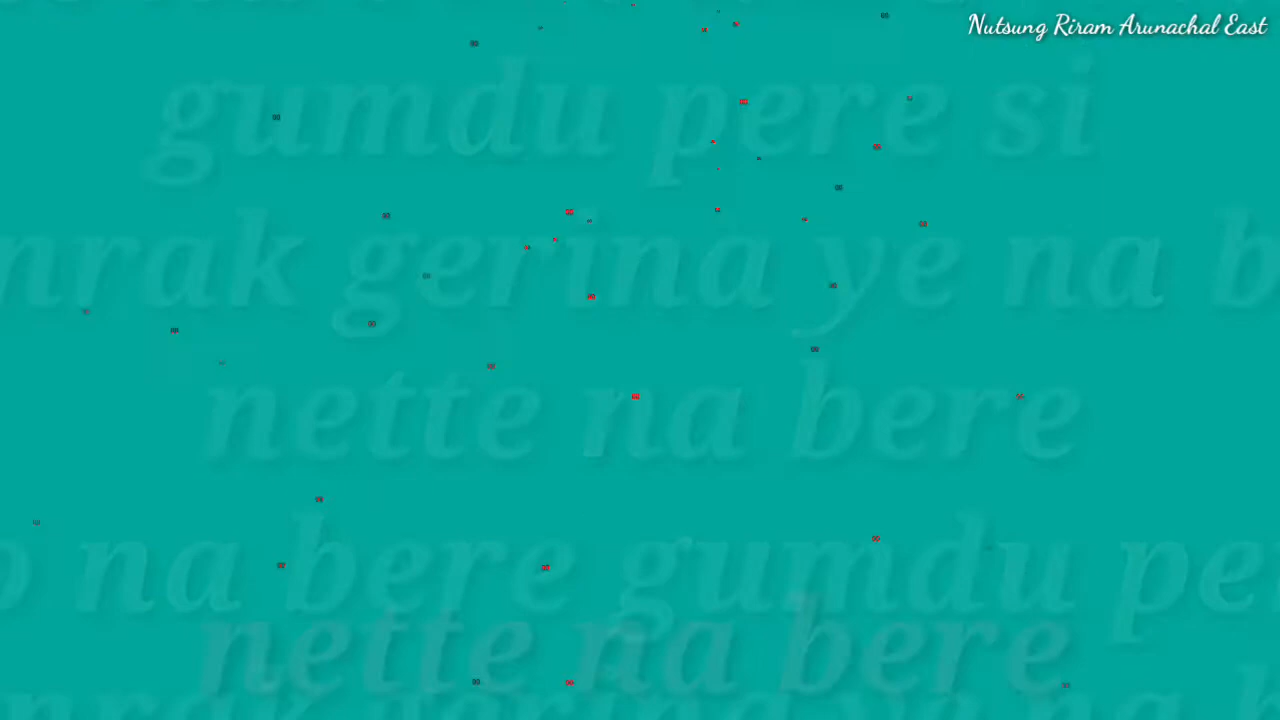 Nutsung Riram Arunachal East
gumdu pere si
nrak gerina ye na b
nette na bere
na bere gumdu pe
nette na bere